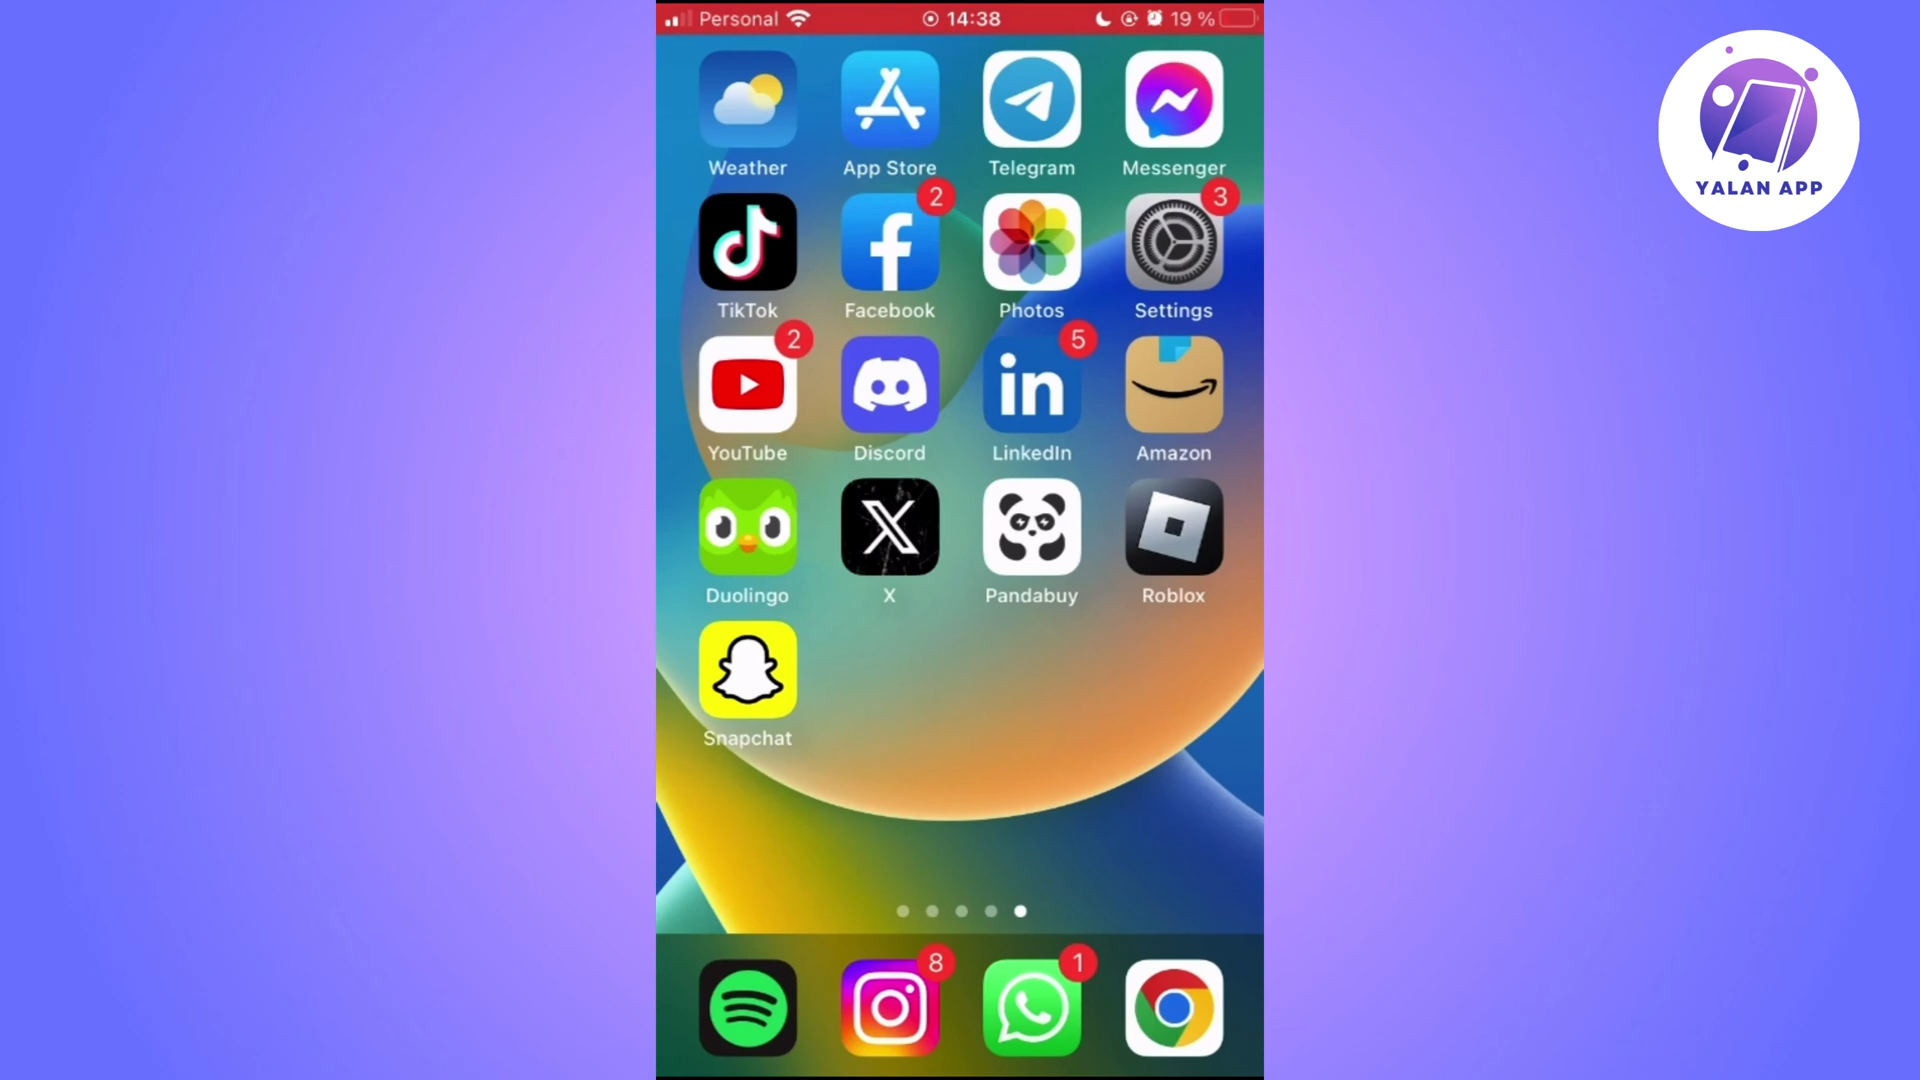 Personal 14:38 19 %
Weather App Store Telegram Messenger
2 3
TikTok Facebook Photos Settings
2 5
in
YouTube Discord LinkedIn Amazon
Duolingo X Pandabuy Roblox
Snapchat
8 1
YALAN APP